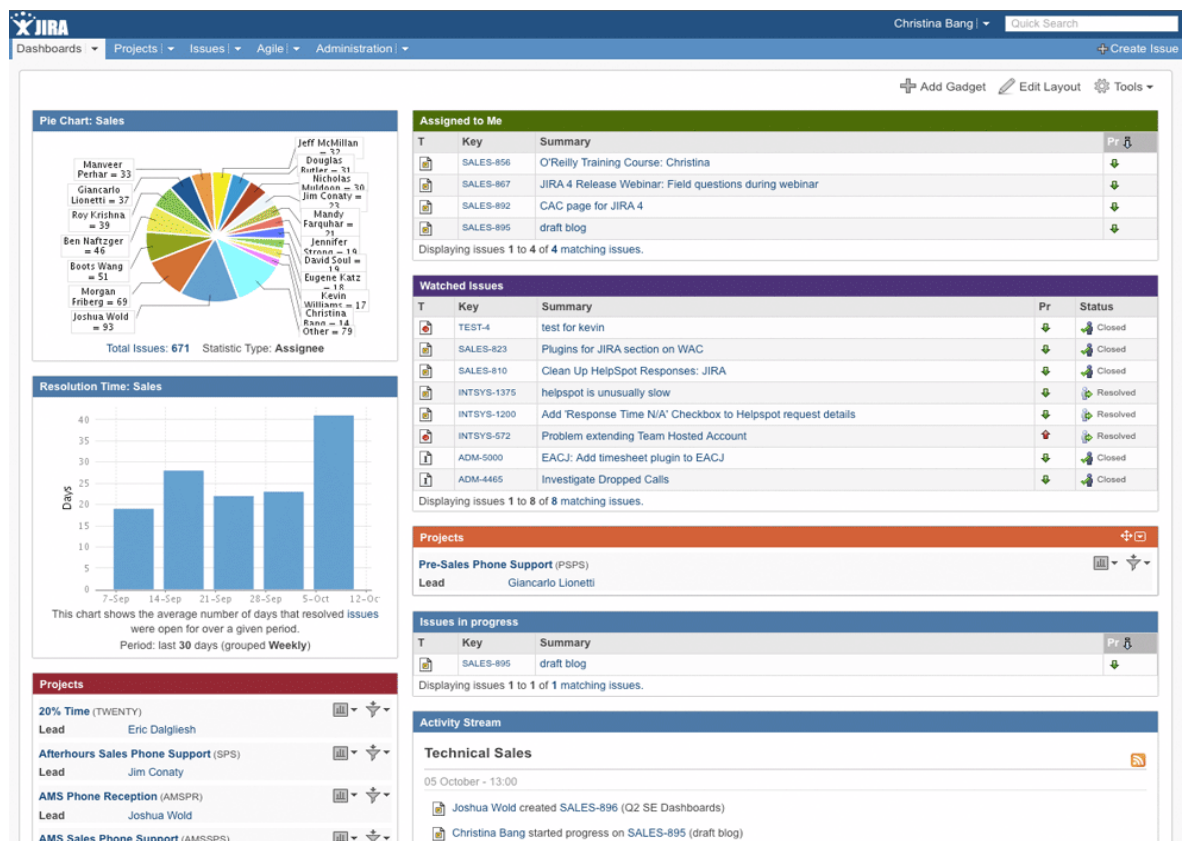 JIRA
Christina Bang
Quick Search
Dashboards
Projects
Issues
Agile
Administration
Create Issue
Add Gadget
Edit Layout
Tools
Pie Chart: Sales
Jeff McMillan = 32
Douglas Butler = 31
Nicholas Muldoon = 30
Jim Conaty = 23
Mandy Farquhar = 21
Jennifer Strong = 19
David Soul = 19
Eugene Katz = 18
Kevin Williams = 17
Christina Bang = 14
Other = 79
Joshua Wold = 93
Morgan Friberg = 69
Boots Wang = 51
Ben Naftzger = 46
Roy Krishna = 39
Giancarlo Lionetti = 37
Manveer Perhar = 33
Total Issues: 671 Statistic Type: Assignee
Resolution Time: Sales
Days
40
35
30
25
20
15
10
5
0
7-Sep 14-Sep 21-Sep 28-Sep 5-Oct 12-Oc
This chart shows the average number of days that resolved issues
were open for over a given period.
Period: last 30 days (grouped Weekly)
Projects
20% Time (TWENTY)
Lead Eric Dalgliesh
Afterhours Sales Phone Support (SPS)
Lead Jim Conaty
AMS Phone Reception (AMSPR)
Lead Joshua Wold
AMS Sales Phone Support (AMSSPS)
Assigned to Me
T Key Summary Pr
SALES-856 O'Reilly Training Course: Christina
SALES-867 JIRA 4 Release Webinar: Field questions during webinar
SALES-892 CAC page for JIRA 4
SALES-895 draft blog
Displaying issues 1 to 4 of 4 matching issues.
Watched Issues
T Key Summary Pr Status
TEST-4 test for kevin Closed
SALES-823 Plugins for JIRA section on WAC Closed
SALES-810 Clean Up HelpSpot Responses: JIRA Closed
INTSYS-1375 helpspot is unusually slow Resolved
INTSYS-1200 Add 'Response Time N/A' Checkbox to Helpspot request details Resolved
INTSYS-572 Problem extending Team Hosted Account Resolved
ADM-5000 EACJ: Add timesheet plugin to EACJ Closed
ADM-4465 Investigate Dropped Calls Closed
Displaying issues 1 to 8 of 8 matching issues.
Projects
Pre-Sales Phone Support (PSPS)
Lead Giancarlo Lionetti
Issues in progress
T Key Summary Pr
SALES-895 draft blog
Displaying issues 1 to 1 of 1 matching issues.
Activity Stream
Technical Sales
05 October - 13:00
Joshua Wold created SALES-896 (Q2 SE Dashboards)
Christina Bang started progress on SALES-895 (draft blog)